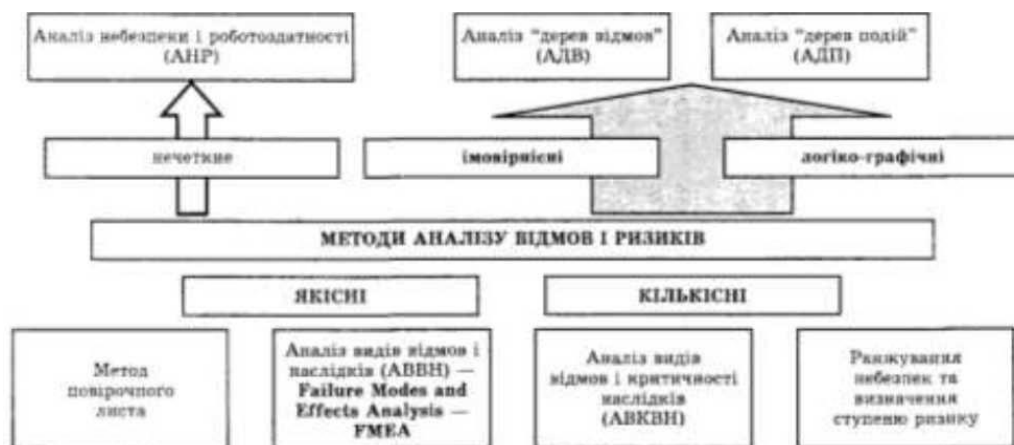 Аналіз небезпеки і роботоздатності
(АНР)
Аналіз "дерев відмов"
(АДВ)
Аналіз "дерев подій"
(АДП)
нечеткие
імовірнісні
логіко-графічні
МЕТОДИ АНАЛІЗУ ВІДМОВ І РИЗИКІВ
ЯКІСНІ
КІЛЬКІСНІ
Метод
повірочного
листа
Аналіз видів відмов і
наслідків (АВВН) —
Failure Modes and
Effects Analysis —
FMEA
Аналіз видів
відмов і критичності
наслідків
(АВКВН)
Ранжування
небезпек та
визначення
ступеню ризику